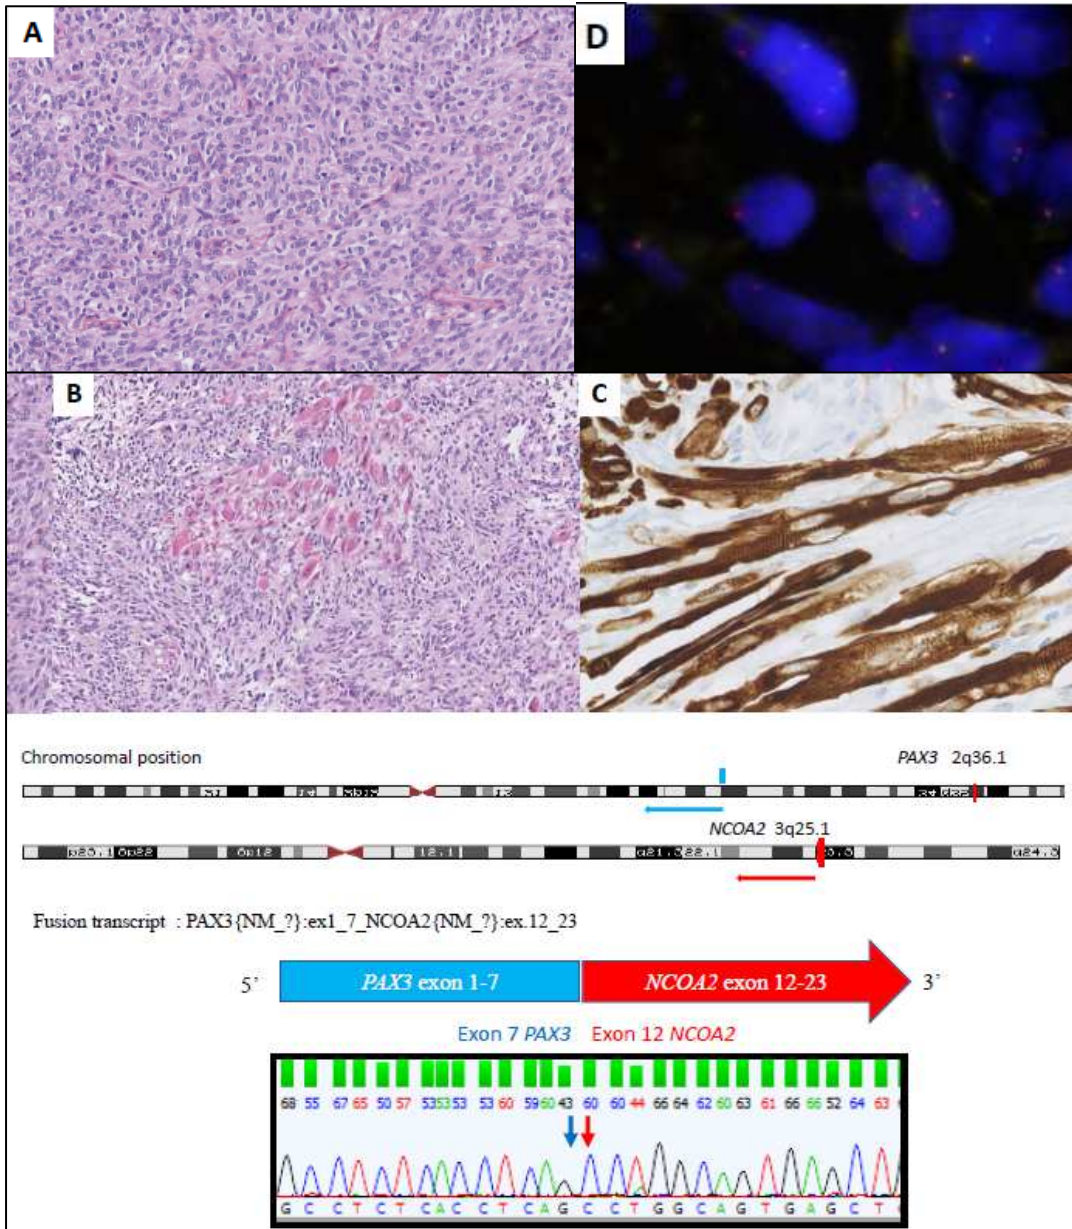 A
D
B
C
Chromosomal position
PAX3 2q36.1
NCOA2 3q25.1
12.1
Fusion transcript : PAX3{NM_?}:ex1_7_NCOA2{NM_?}:ex.12_23
5’ PAX3 exon 1-7 NCOA2 exon 12-23 3’
Exon 7 PAX3 Exon 12 NCOA2
68 55 67 65 50 57 53 53 53 53 60 59 60 43 60 60 44 66 64 62 60 63 61 66 66 52 64 63
G C C T C T C A C C T C A G C C T G G C A G T G A G C T